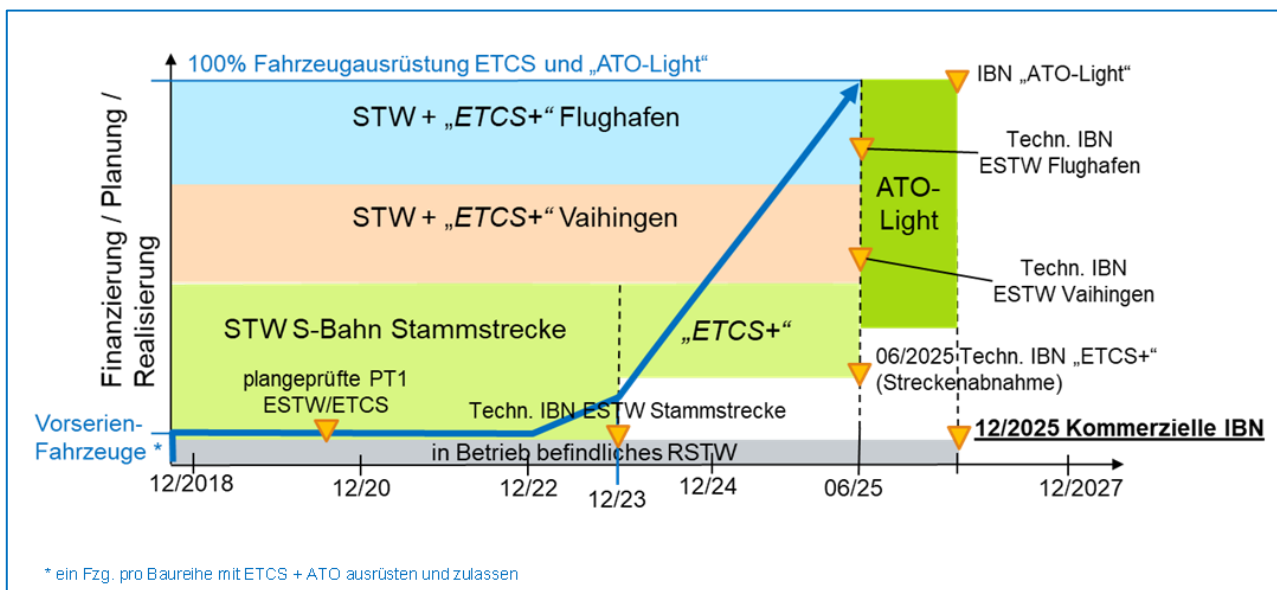 100% Fahrzeugausrüstung ETCS und „ATO-Light“
IBN „ATO-Light“
STW + „ETCS+“ Flughafen
Techn. IBN
ESTW Flughafen
ATO-
Light
STW + „ETCS+“ Vaihingen
Techn. IBN
ESTW Vaihingen
Finanzierung / Planung /
Realisierung
STW S-Bahn Stammstrecke
„ETCS+“
06/2025 Techn. IBN „ETCS+“
(Streckenabnahme)
plangeprüfte PT1
ESTW/ETCS
Techn. IBN ESTW Stammstrecke
Vorserien-
Fahrzeuge *
12/2025 Kommerzielle IBN
in Betrieb befindliches RSTW
12/2018
12/20
12/22
12/23
12/24
06/25
12/2027
* ein Fzg. pro Baureihe mit ETCS + ATO ausrüsten und zulassen